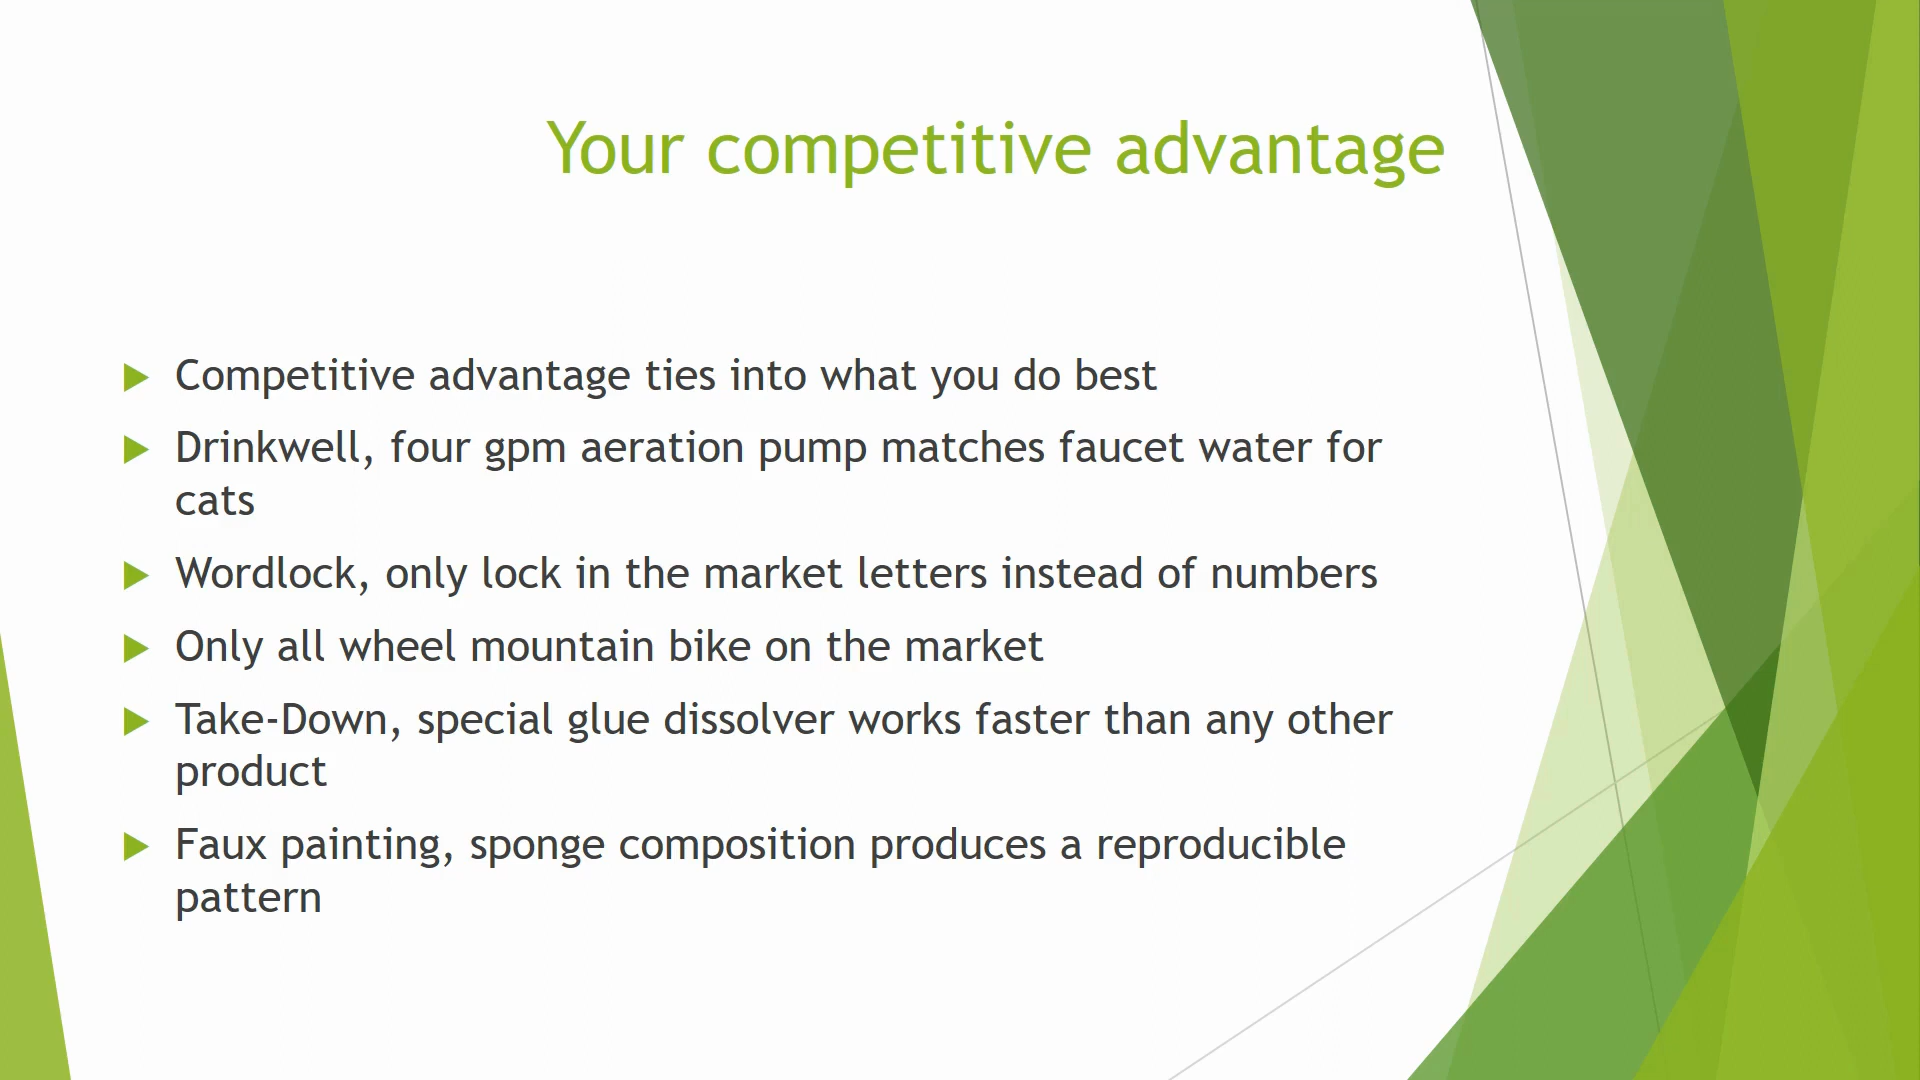 Your competitive advantage
Competitive advantage ties into what you do best
Drinkwell, four gpm aeration pump matches faucet water for
cats
Wordlock, only lock in the market letters instead of numbers
Only all wheel mountain bike on the market
Take-Down, special glue dissolver works faster than any other
product
Faux painting, sponge composition produces a reproducible
pattern